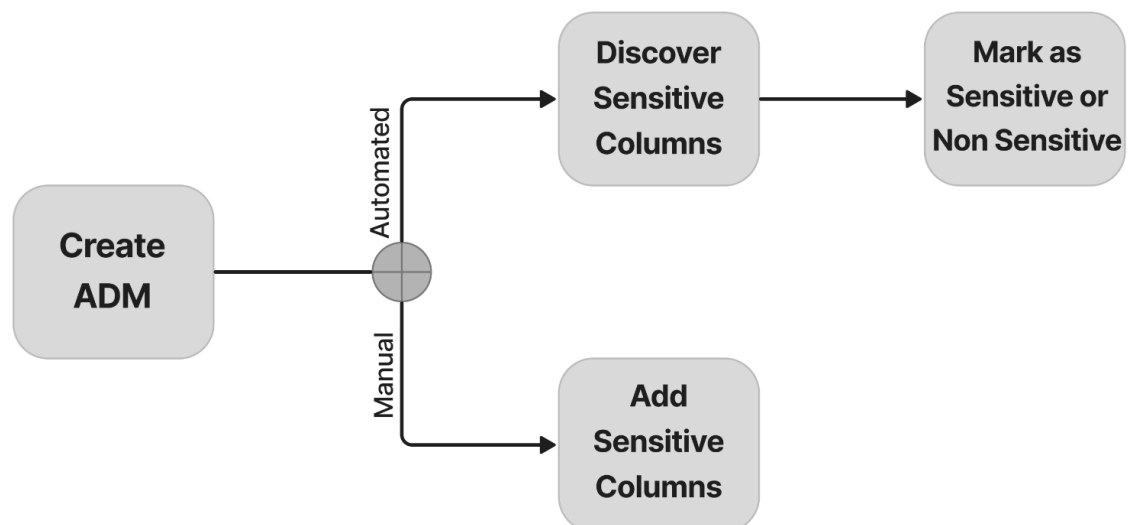 Create
ADM
Automated
Manual
Discover
Sensitive
Columns
Mark as
Sensitive or
Non Sensitive
Add
Sensitive
Columns